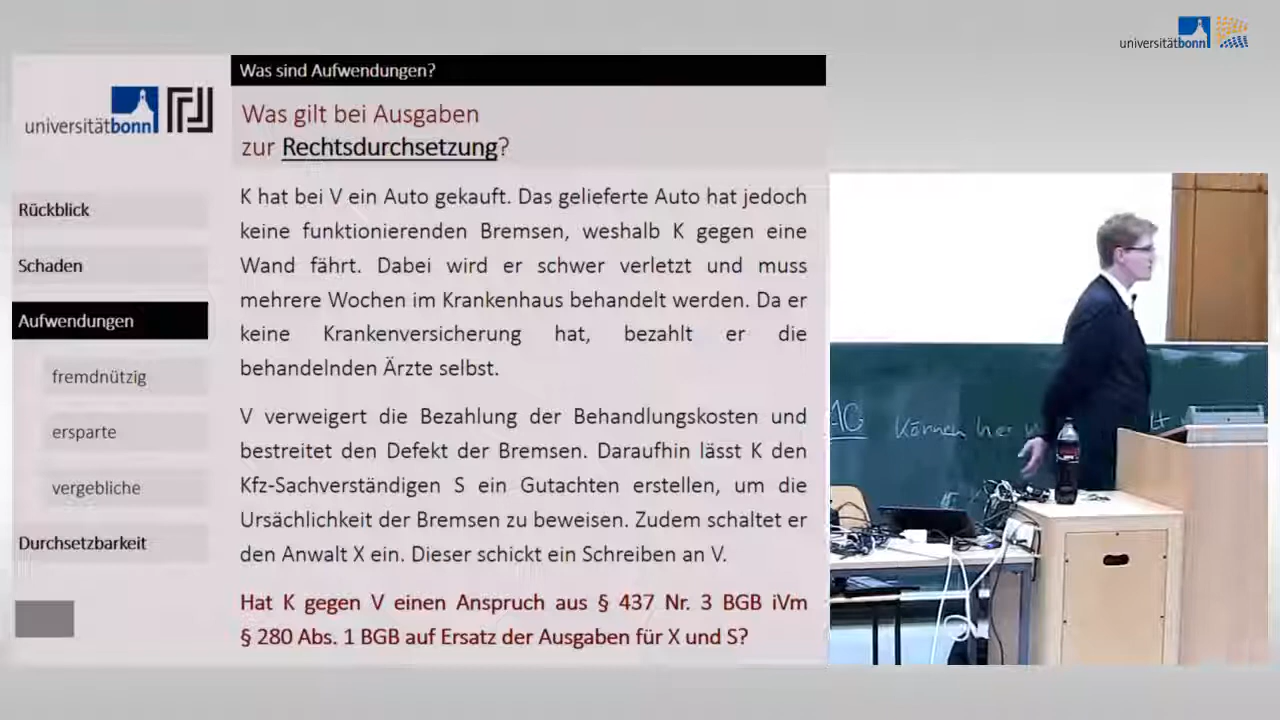 universitätbonn
Was sind Aufwendungen?
universitätbonn
Was gilt bei Ausgaben
zur Rechtsdurchsetzung?
Rückblick
Schaden
Aufwendungen
fremdnützig
ersparte
vergebliche
Durchsetzbarkeit
K hat bei V ein Auto gekauft. Das gelieferte Auto hat jedoch
keine funktionierenden Bremsen, weshalb K gegen eine
Wand fährt. Dabei wird er schwer verletzt und muss
mehrere Wochen im Krankenhaus behandelt werden. Da er
keine Krankenversicherung hat, bezahlt er die
behandelnden Ärzte selbst.
V verweigert die Bezahlung der Behandlungskosten und
bestreitet den Defekt der Bremsen. Daraufhin lässt K den
Kfz-Sachverständigen S ein Gutachten erstellen, um die
Ursächlichkeit der Bremsen zu beweisen. Zudem schaltet er
den Anwalt X ein. Dieser schickt ein Schreiben an V.
Hat K gegen V einen Anspruch aus § 437 Nr. 3 BGB iVm
§ 280 Abs. 1 BGB auf Ersatz der Ausgaben für X und S?
AG Können hier